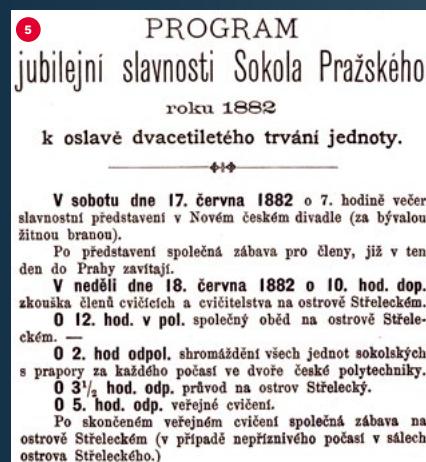 5
PROGRAM
jubilejní slavnosti Sokola Pražského
roku 1882
k oslavě dvacetiletého trvání jednoty.
V sobotu dne 17. června 1882 o 7. hodině večer
slavnostní představení v Novém českém divadle (za bývalou
žitnou branou).
Po představení společná zábava pro členy, již v ten
den do Prahy zavítají.
V neděli dne 18. června 1882 o 10. hod. dop.
zkouška členů cvičících a cvičitelstva na ostrově Střeleckém.
O 12. hod. v pol. společný oběd na ostrově Střele-
ckém. —
O 2. hod odpol. shromáždění všech jednot sokolských
s prapory za každého počasí ve dvoře české polytechniky.
O 3½ hod. odp. průvod na ostrov Střelecký.
O 5. hod. odp. veřejné cvičení.
Po skončeném veřejném cvičení společná zábava na
ostrově Střeleckém (v případě nepříznivého počasí v sálech
ostrova Střeleckého.)